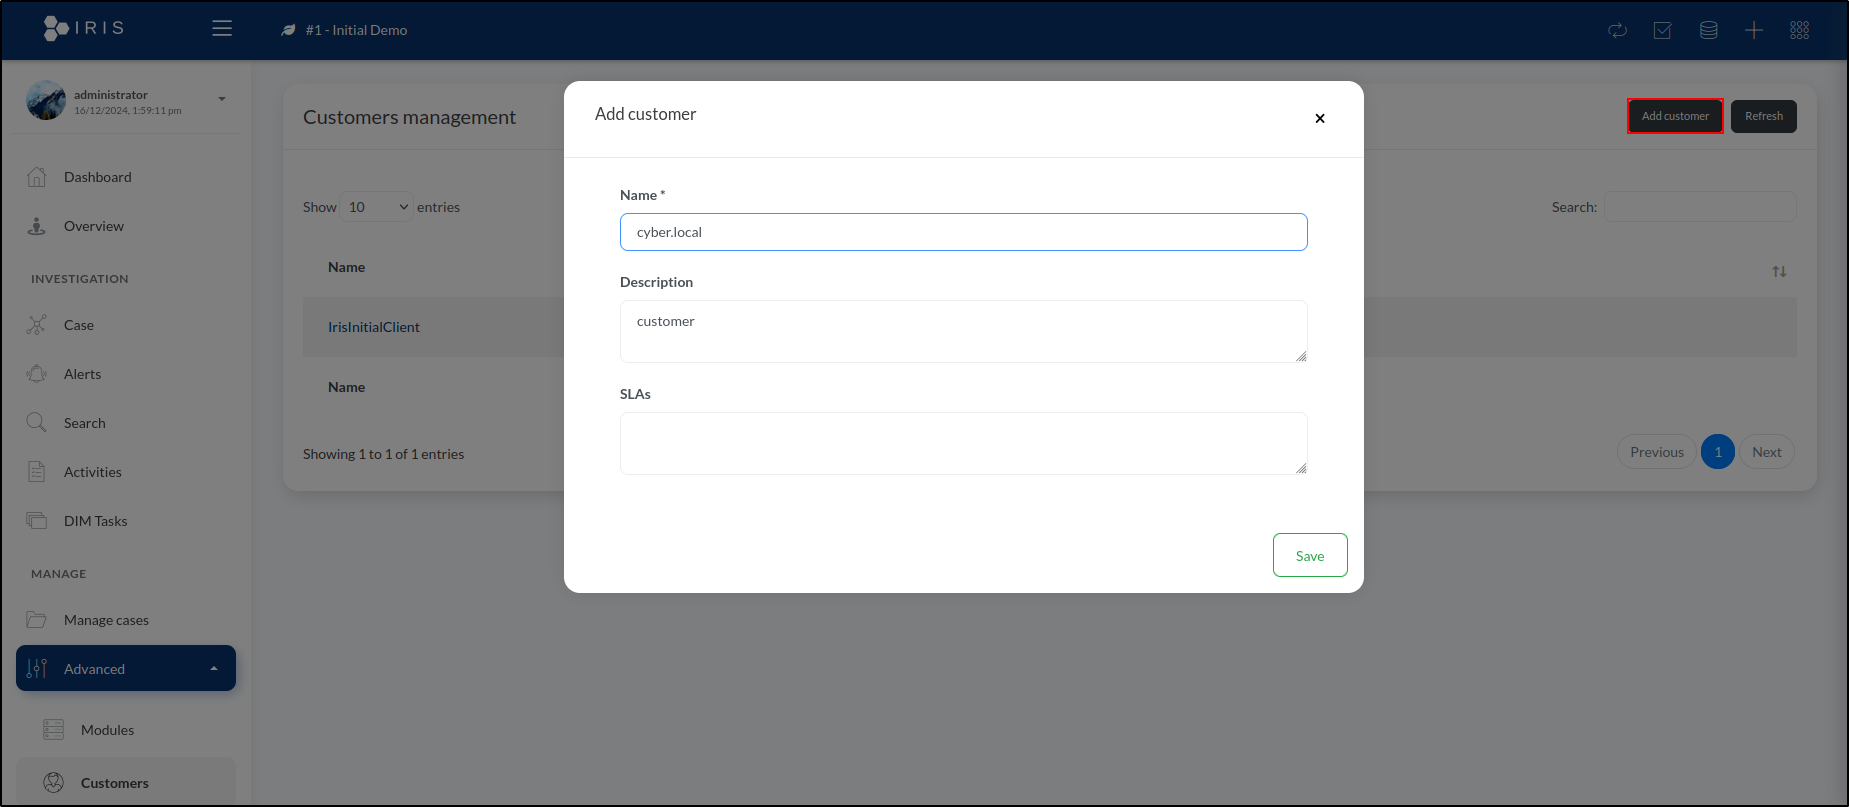 IRIS
#1 - Initial Demo
administrator
16/12/2024, 1:59:11 pm
Dashboard
Overview
INVESTIGATION
Case
Alerts
Search
Activities
DIM Tasks
MANAGE
Manage cases
Advanced
Modules
Customers
Customers management
Add customer
Refresh
Show 10 entries
Search:
Name
IrisInitialClient
Name
Showing 1 to 1 of 1 entries
Previous 1 Next
Add customer
×
Name *
cyber.local
Description
customer
SLAs
Save